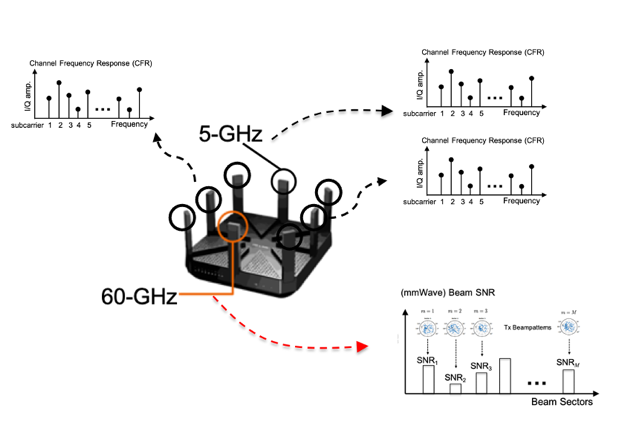 Channel Frequency Response (CFR)
I/Q amp.
subcarrier 1 2 3 4 5 Frequency
Channel Frequency Response (CFR)
I/Q amp.
subcarrier 1 2 3 4 5 Frequency
5-GHz
Channel Frequency Response (CFR)
I/Q amp.
subcarrier 1 2 3 4 5 Frequency
60-GHz
(mmWave) Beam SNR
m = 1 m = 2 m = 3 Tx Beampatterns m = M
SNR1 SNR2 SNR3 SNRM
Beam Sectors